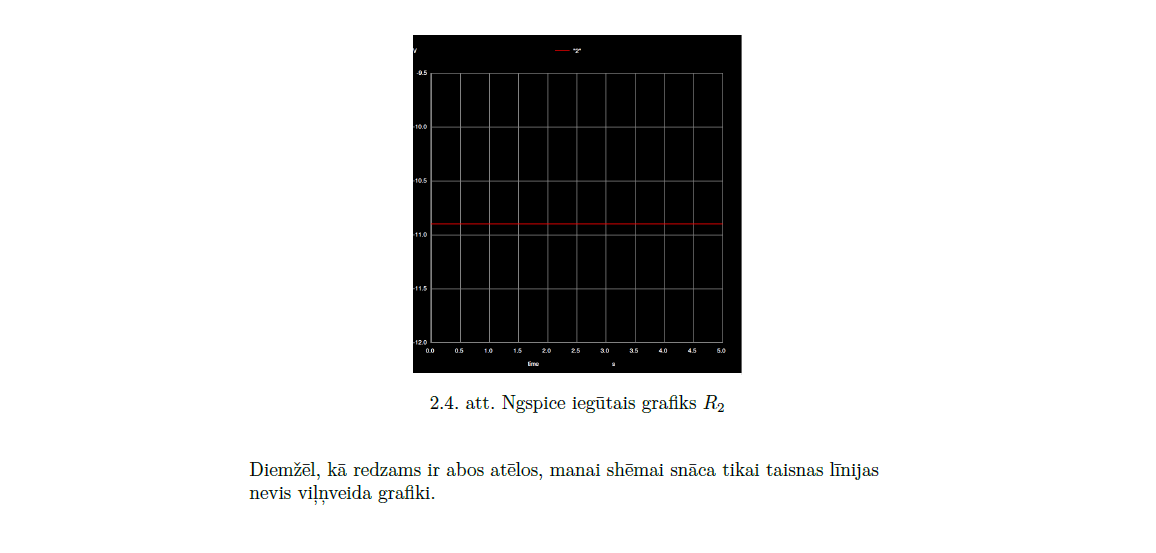 V "2"
-9.5
-10.0
-10.5
-11.0
-11.5
-12.0
0.0 0.5 1.0 1.5 2.0 2.5 3.0 3.5 4.0 4.5 5.0
time s
2.4. att. Ngspice iegūtais grafiks R₂
Diemžēl, kā redzams ir abos atēlos, manai shēmai snāca tikai taisnas līnijas
nevis viļņveida grafiki.